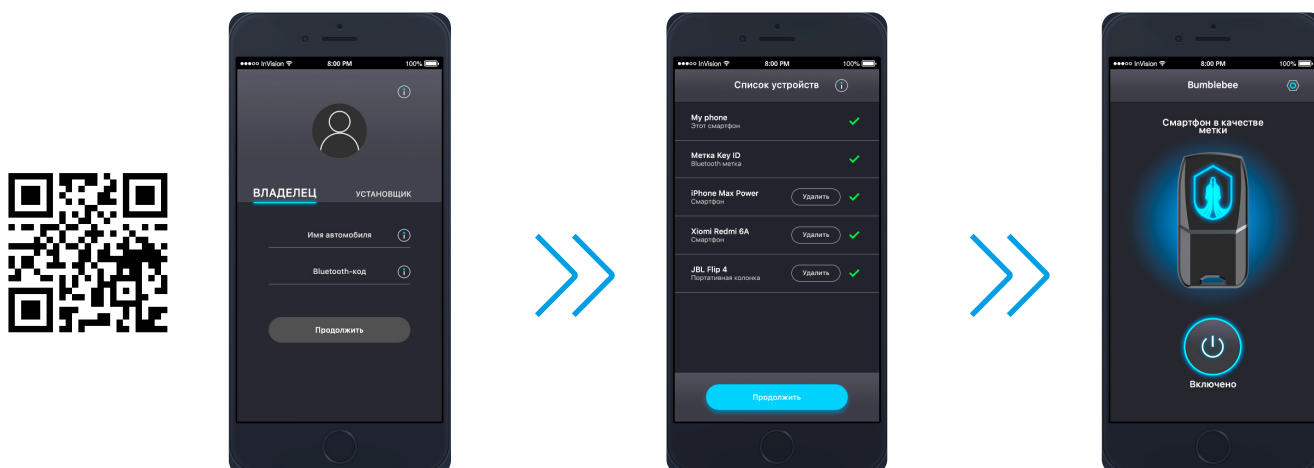 ●●●○○ InVision 8:00 PM 100%
ВЛАДЕЛЕЦ УСТАНОВЩИК
Имя автомобиля
Bluetooth-код
Продолжить
●●●○○ InVision 8:00 PM 100%
Список устройств
My phone
Этот смартфон
Метка Key ID
Bluetooth метка
iPhone Max Power
Смартфон
Удалить
Xiomi Redmi 6A
Смартфон
Удалить
JBL Flip 4
Портативная колонка
Удалить
Продолжить
●●●○○ InVision 8:00 PM 100%
Bumblebee
Смартфон в качестве
метки
Включено